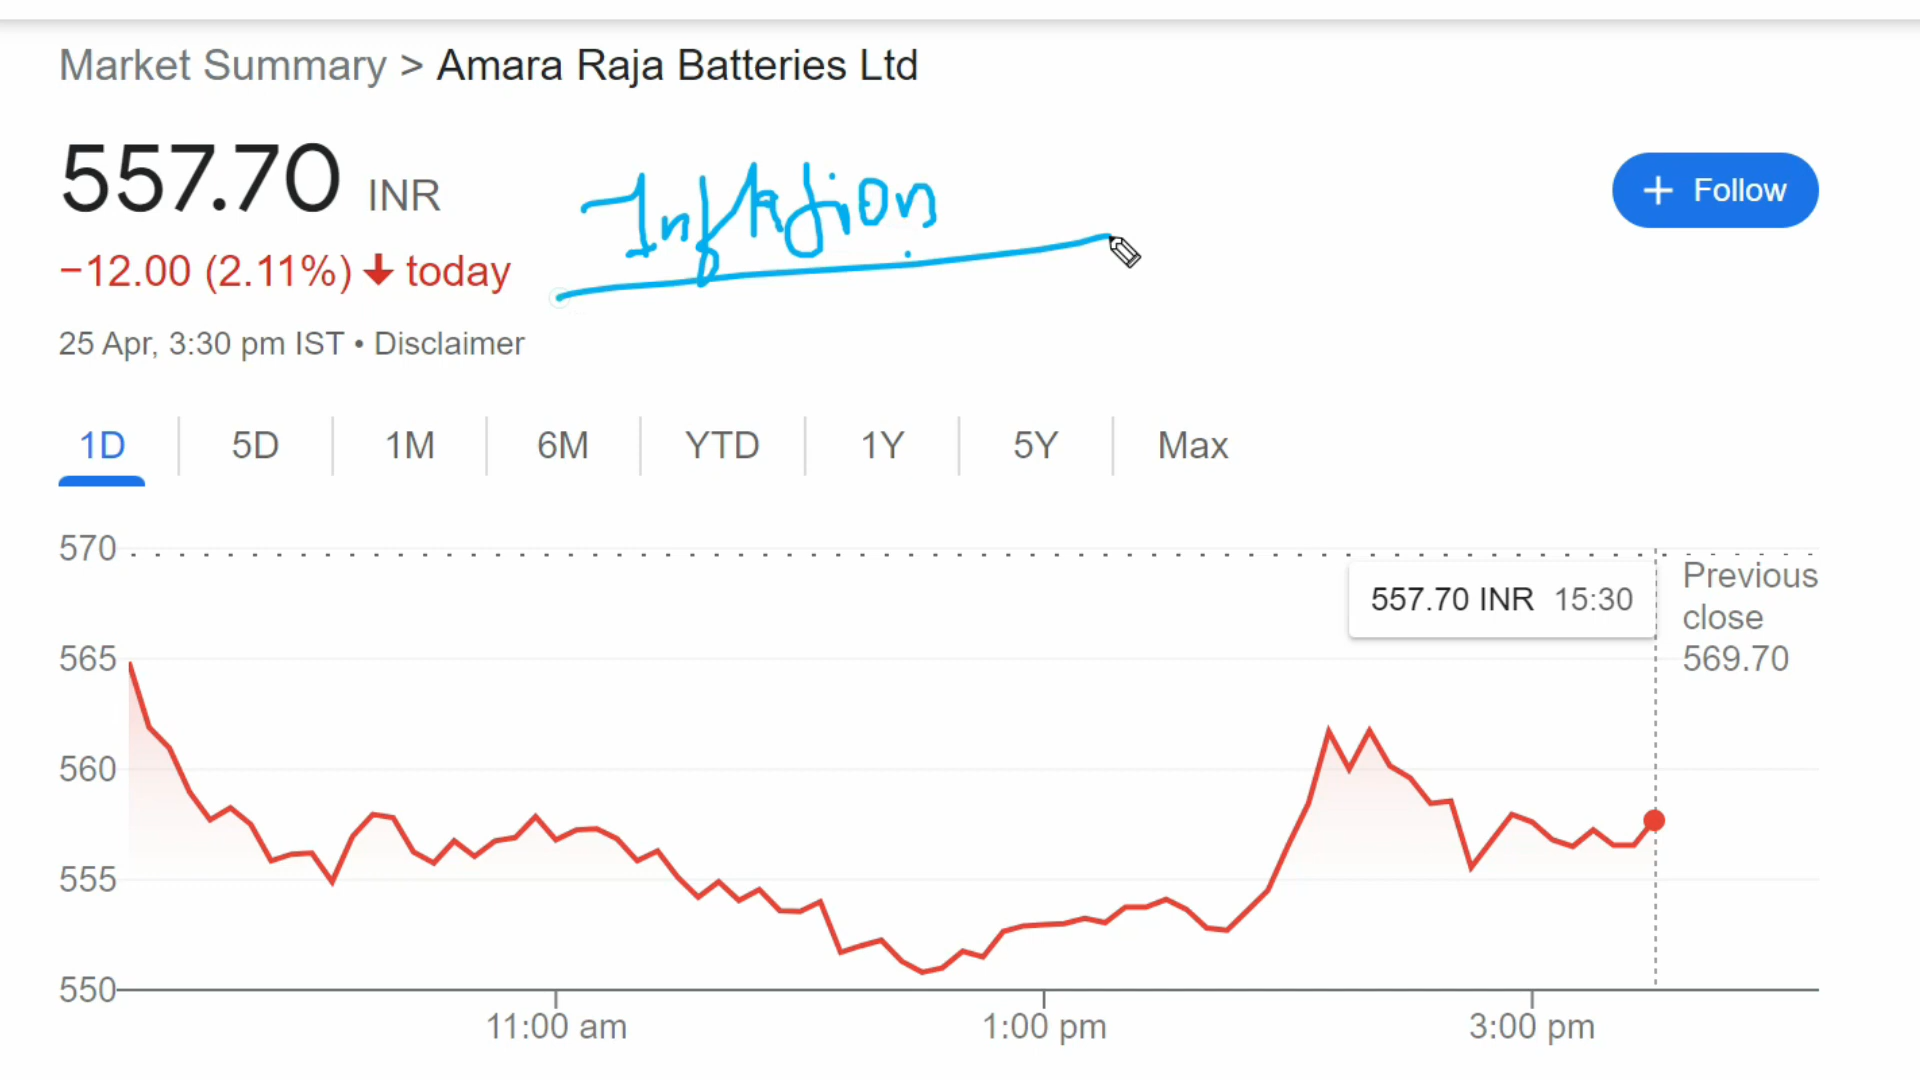 Market Summary > Amara Raja Batteries Ltd
557.70 INR
Inflation
+ Follow
−12.00 (2.11%) ↓ today
25 Apr, 3:30 pm IST • Disclaimer
1D 5D 1M 6M YTD 1Y 5Y Max
570
557.70 INR 15:30
Previous
close
569.70
565
560
555
550
11:00 am 1:00 pm 3:00 pm